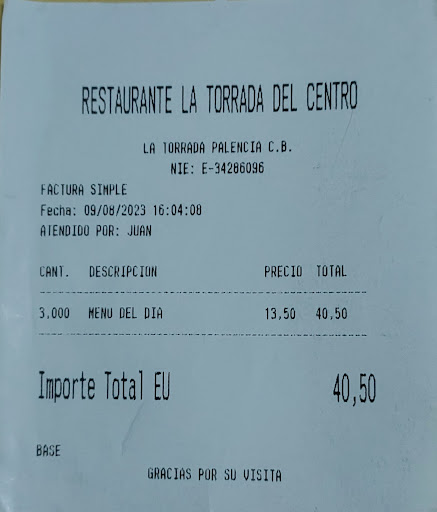 RESTAURANTE LA TORRADA DEL CENTRO
LA TORRADA PALENCIA C.B.
NIE: E-34286096
FACTURA SIMPLE
Fecha: 09/08/2023 16:04:08
ATENDIDO POR: JUAN
CANT. DESCRIPCION PRECIO TOTAL
3,000 MENU DEL DIA 13,50 40,50
Importe Total EU 40,50
BASE
GRACIAS POR SU VISITA